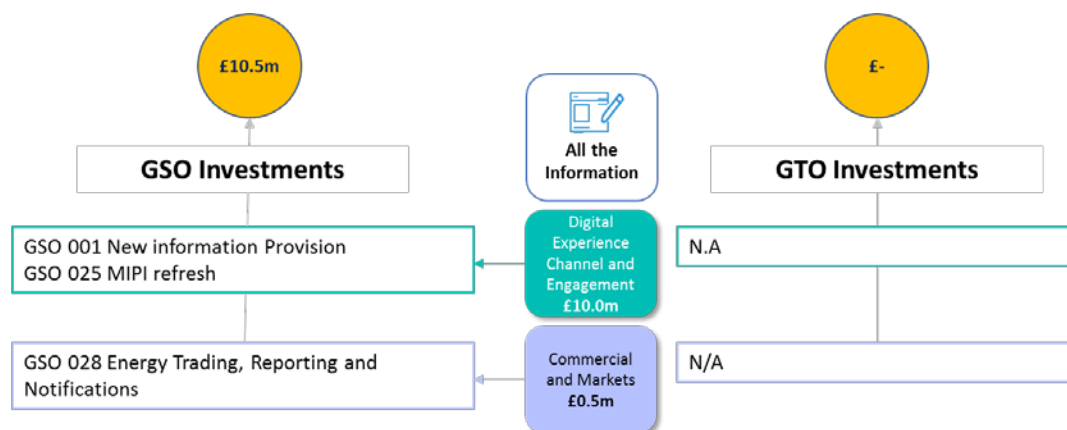 £10.5m
£-
All the
Information
GSO Investments
GTO Investments
GSO 001 New information Provision
GSO 025 MIPI refresh
Digital
Experience
Channel and
Engagement
£10.0m
N.A
GSO 028 Energy Trading, Reporting and
Notifications
Commercial
and Markets
£0.5m
N/A